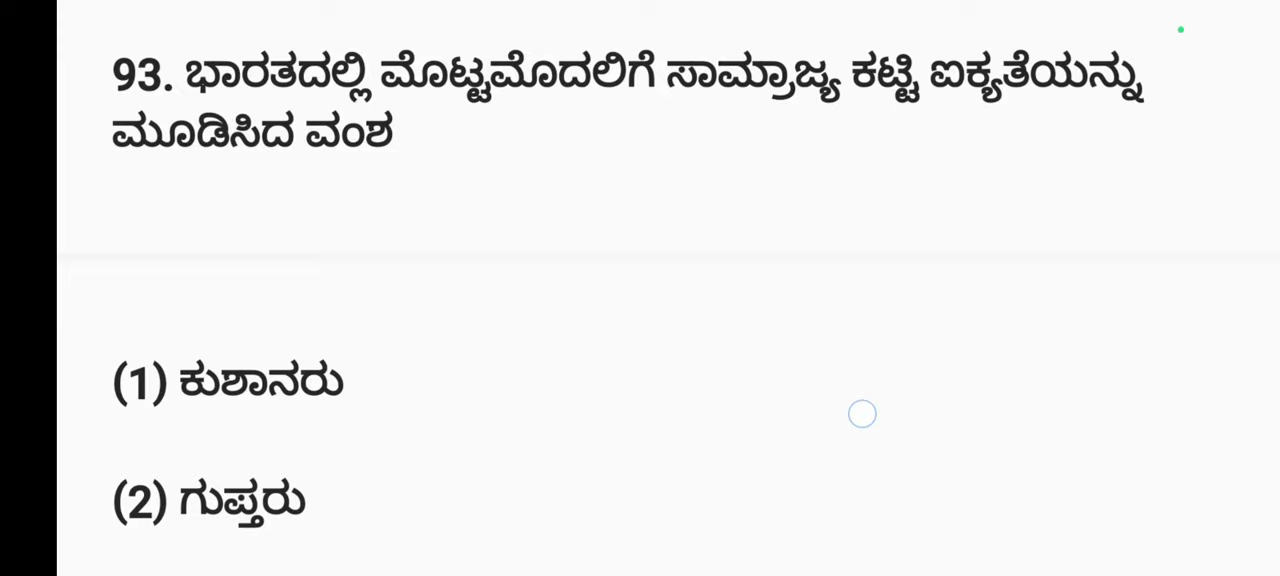 93. ಭಾರತದಲ್ಲಿ ಮೊಟ್ಟಮೊದಲಿಗೆ ಸಾಮ್ರಾಜ್ಯ ಕಟ್ಟಿ ಐಕ್ಯತೆಯನ್ನು
ಮೂಡಿಸಿದ ವಂಶ
(1) ಕುಶಾನರು
(2) ಗುಪ್ತರು